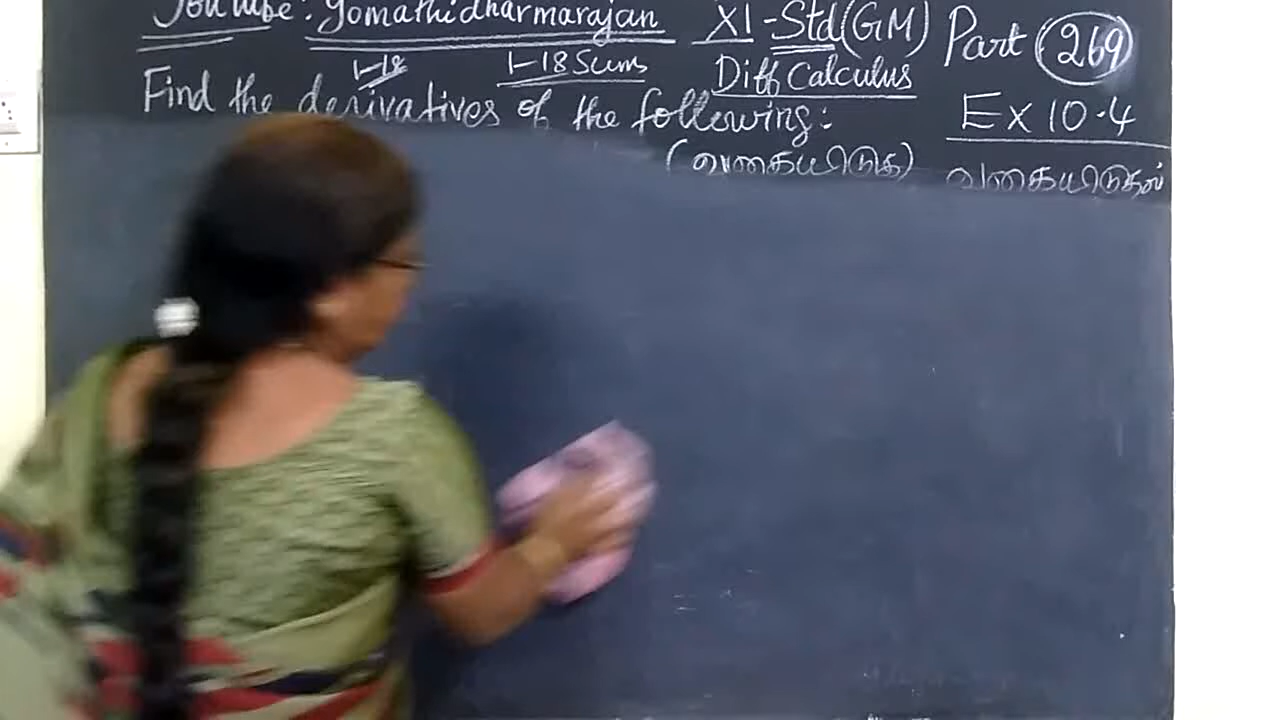 YouTube: gomathidharmarajan XI-Std(GM) Part 269
1-18 1-18 Sums Diff Calculus
Find the derivatives of the following: Ex 10.4
(வகையிடுக) வகையிடுதல்